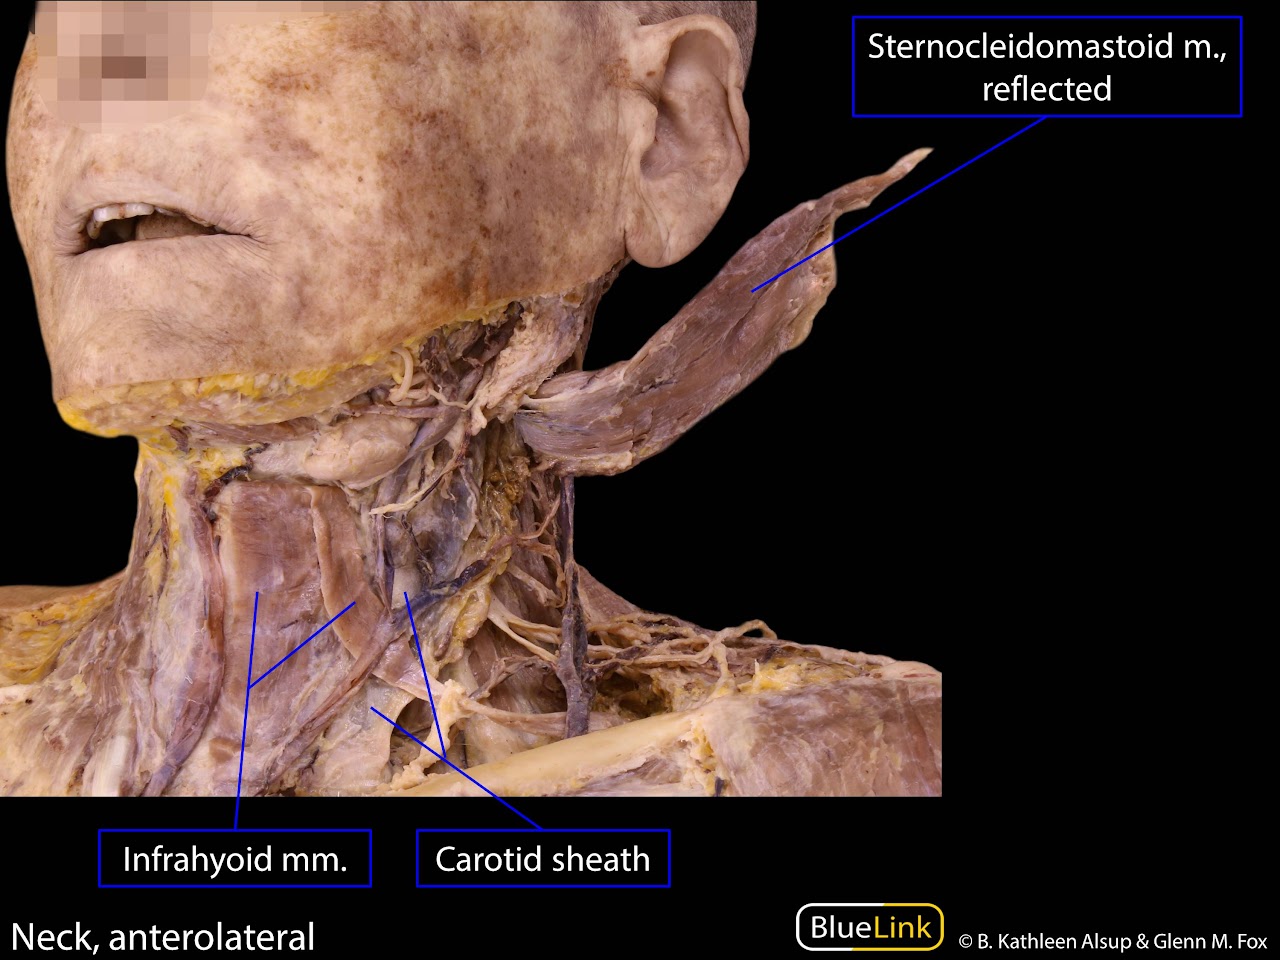 Sternocleidomastoid m.,
reflected
Infrahyoid mm.
Carotid sheath
Neck, anterolateral
BlueLink
© B. Kathleen Alsup & Glenn M. Fox